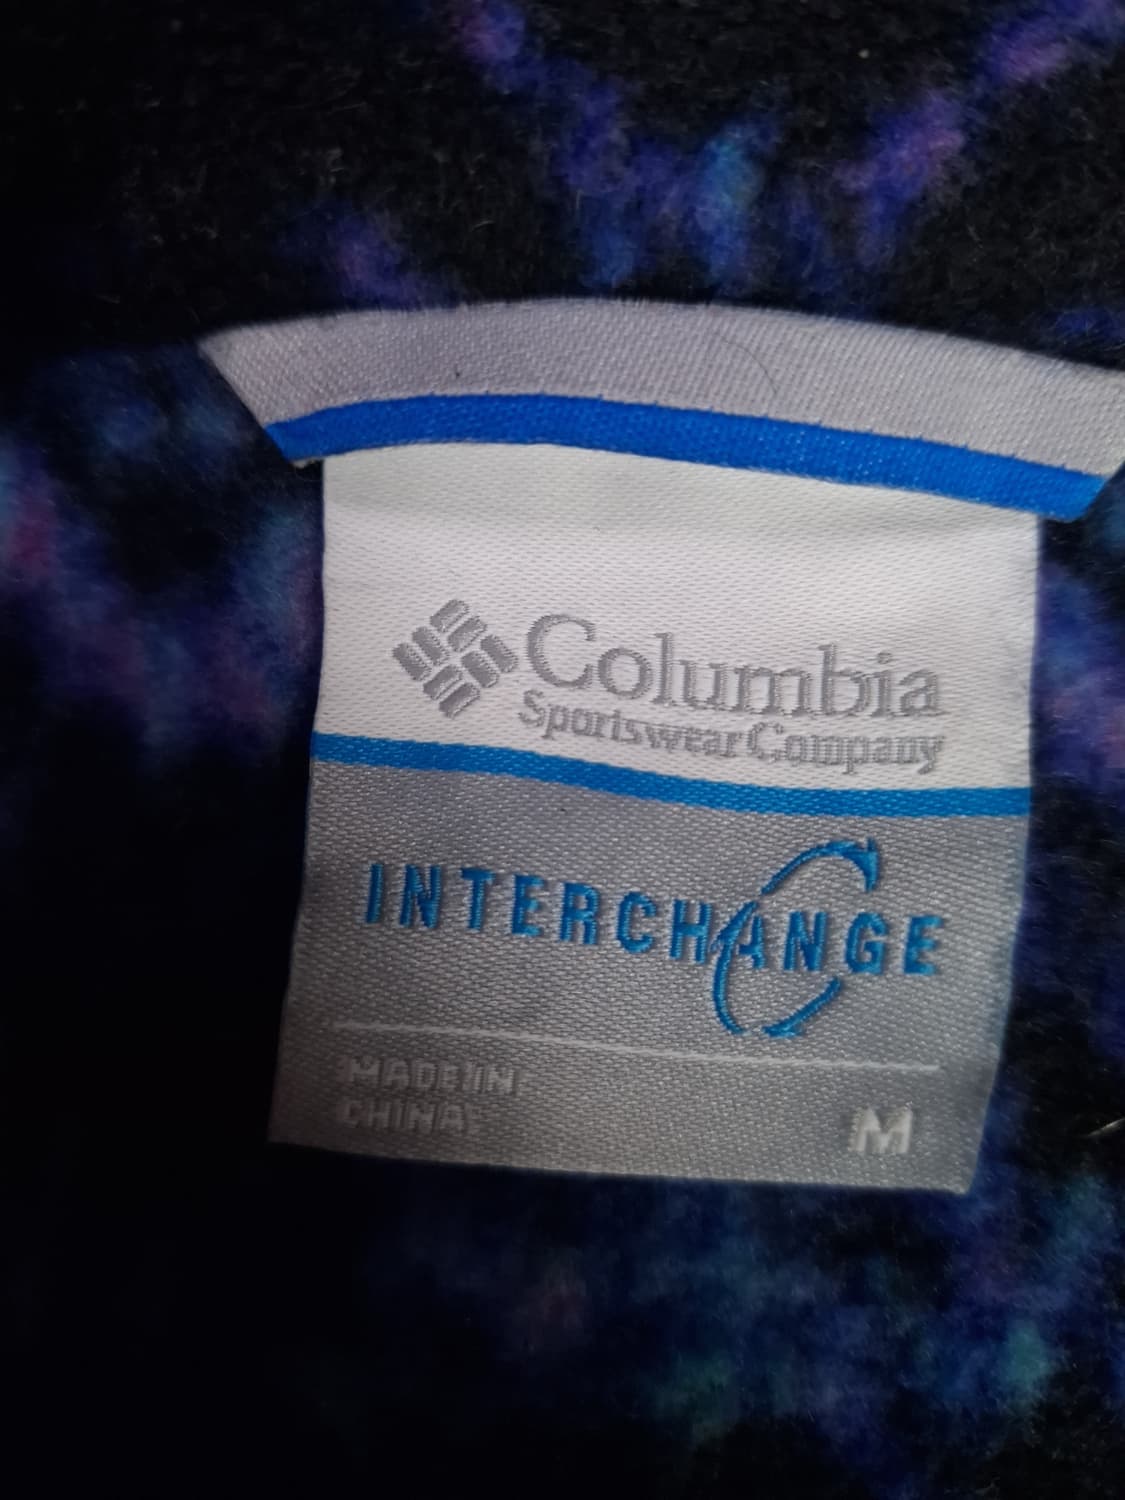 Columbia
Sportswear Company
INTERCHANGE
MADE IN
CHINA
M